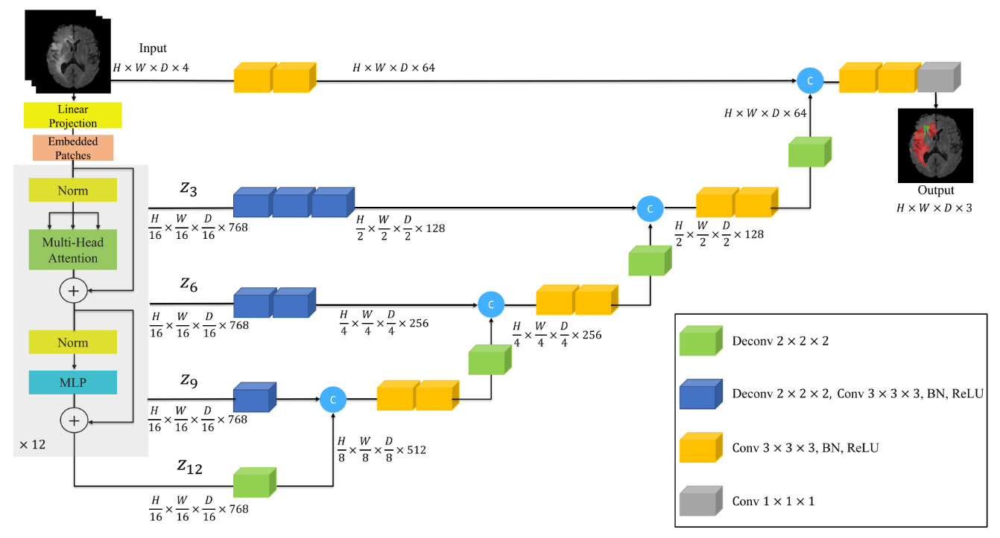 Input
H × W × D × 4
H × W × D × 64
C
Linear
Projection
Embedded
Patches
H × W × D × 64
Output
H × W × D × 3
Norm
Multi-Head
Attention
+
Norm
MLP
+
× 12
z₃
H/16 × W/16 × D/16 × 768
H/2 × W/2 × D/2 × 128
C
H/2 × W/2 × D/2 × 128
z₆
H/16 × W/16 × D/16 × 768
H/4 × W/4 × D/4 × 256
C
H/4 × W/4 × D/4 × 256
z₉
H/16 × W/16 × D/16 × 768
C
H/8 × W/8 × D/8 × 512
z₁₂
H/16 × W/16 × D/16 × 768
Deconv 2 × 2 × 2
Deconv 2 × 2 × 2, Conv 3 × 3 × 3, BN, ReLU
Conv 3 × 3 × 3, BN, ReLU
Conv 1 × 1 × 1